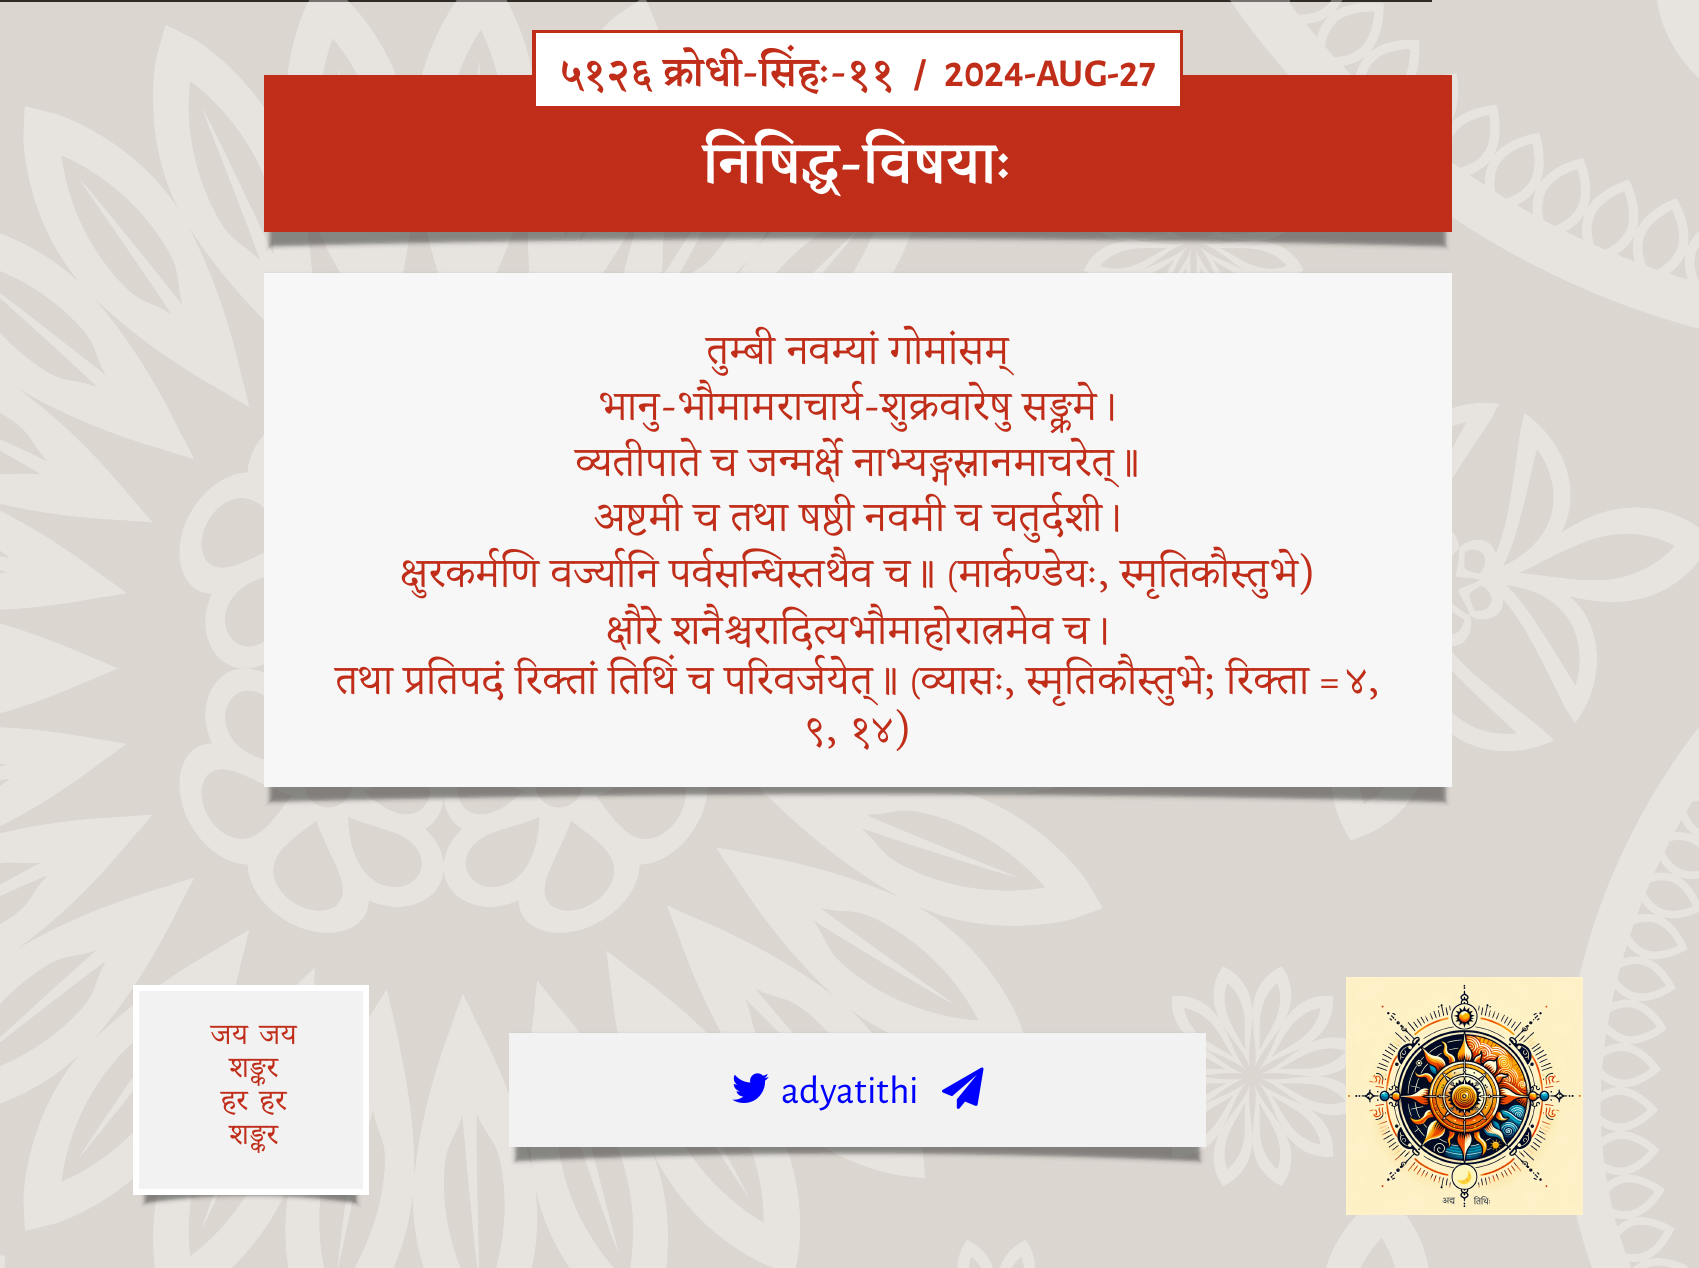 ५१२६ क्रोधी-सिंहः-११ / 2024-AUG-27
निषिद्ध-विषयाः
तुम्बी नवम्यां गोमांसम्
भानु-भौमामराचार्य-शुक्रवारेषु सङ्क्रमे।
व्यतीपाते च जन्मर्क्षे नाभ्यङ्गस्नानमाचरेत्॥
अष्टमी च तथा षष्ठी नवमी च चतुर्दशी।
क्षुरकर्मणि वर्ज्यानि पर्वसन्धिस्तथैव च॥ (मार्कण्डेयः, स्मृतिकौस्तुभे)
क्षौरे शनैश्चरादित्यभौमाहोरात्रमेव च।
तथा प्रतिपदं रिक्तां तिथिं च परिवर्जयेत्॥ (व्यासः, स्मृतिकौस्तुभे; रिक्ता = ४,
९, १४)
जय जय
शङ्कर
हर हर
शङ्कर
adyatithi
अद्य तिथिः